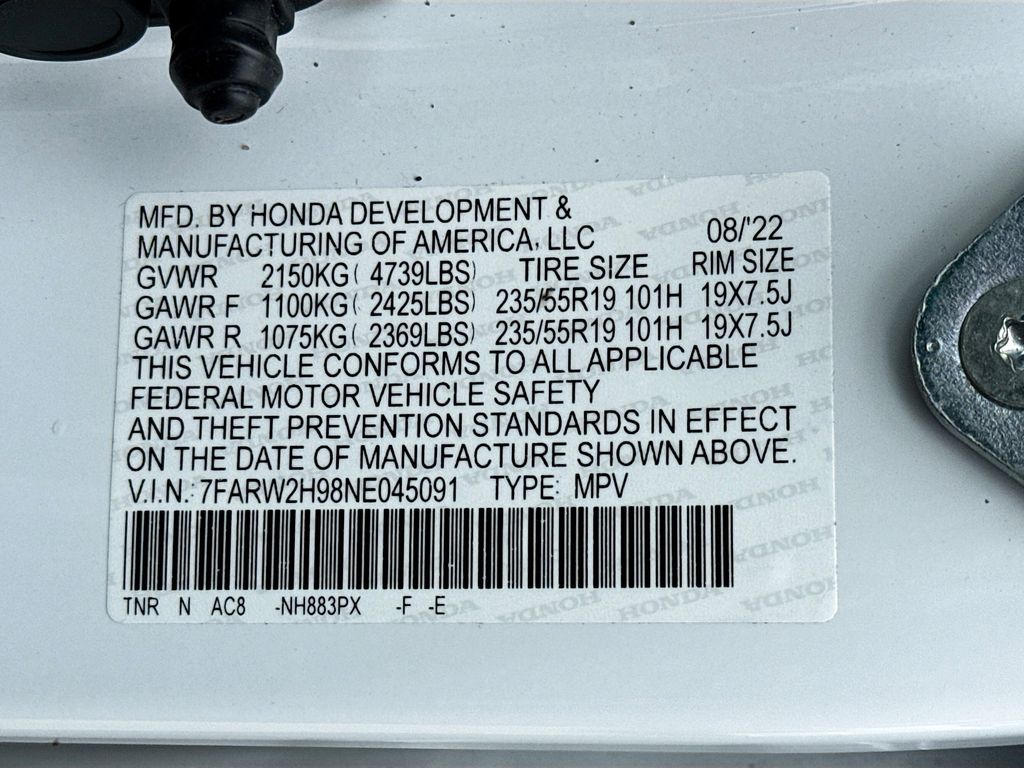 MFD. BY HONDA DEVELOPMENT &
MANUFACTURING OF AMERICA, LLC 08/'22
GVWR 2150KG( 4739LBS) TIRE SIZE RIM SIZE
GAWR F 1100KG( 2425LBS) 235/55R19 101H 19X7.5J
GAWR R 1075KG( 2369LBS) 235/55R19 101H 19X7.5J
THIS VEHICLE CONFORMS TO ALL APPLICABLE
FEDERAL MOTOR VEHICLE SAFETY
AND THEFT PREVENTION STANDARDS IN EFFECT
ON THE DATE OF MANUFACTURE SHOWN ABOVE.
V.I.N.: 7FARW2H98NE045091 TYPE: MPV
TNR N AC8 -NH883PX -F -E
HONDA